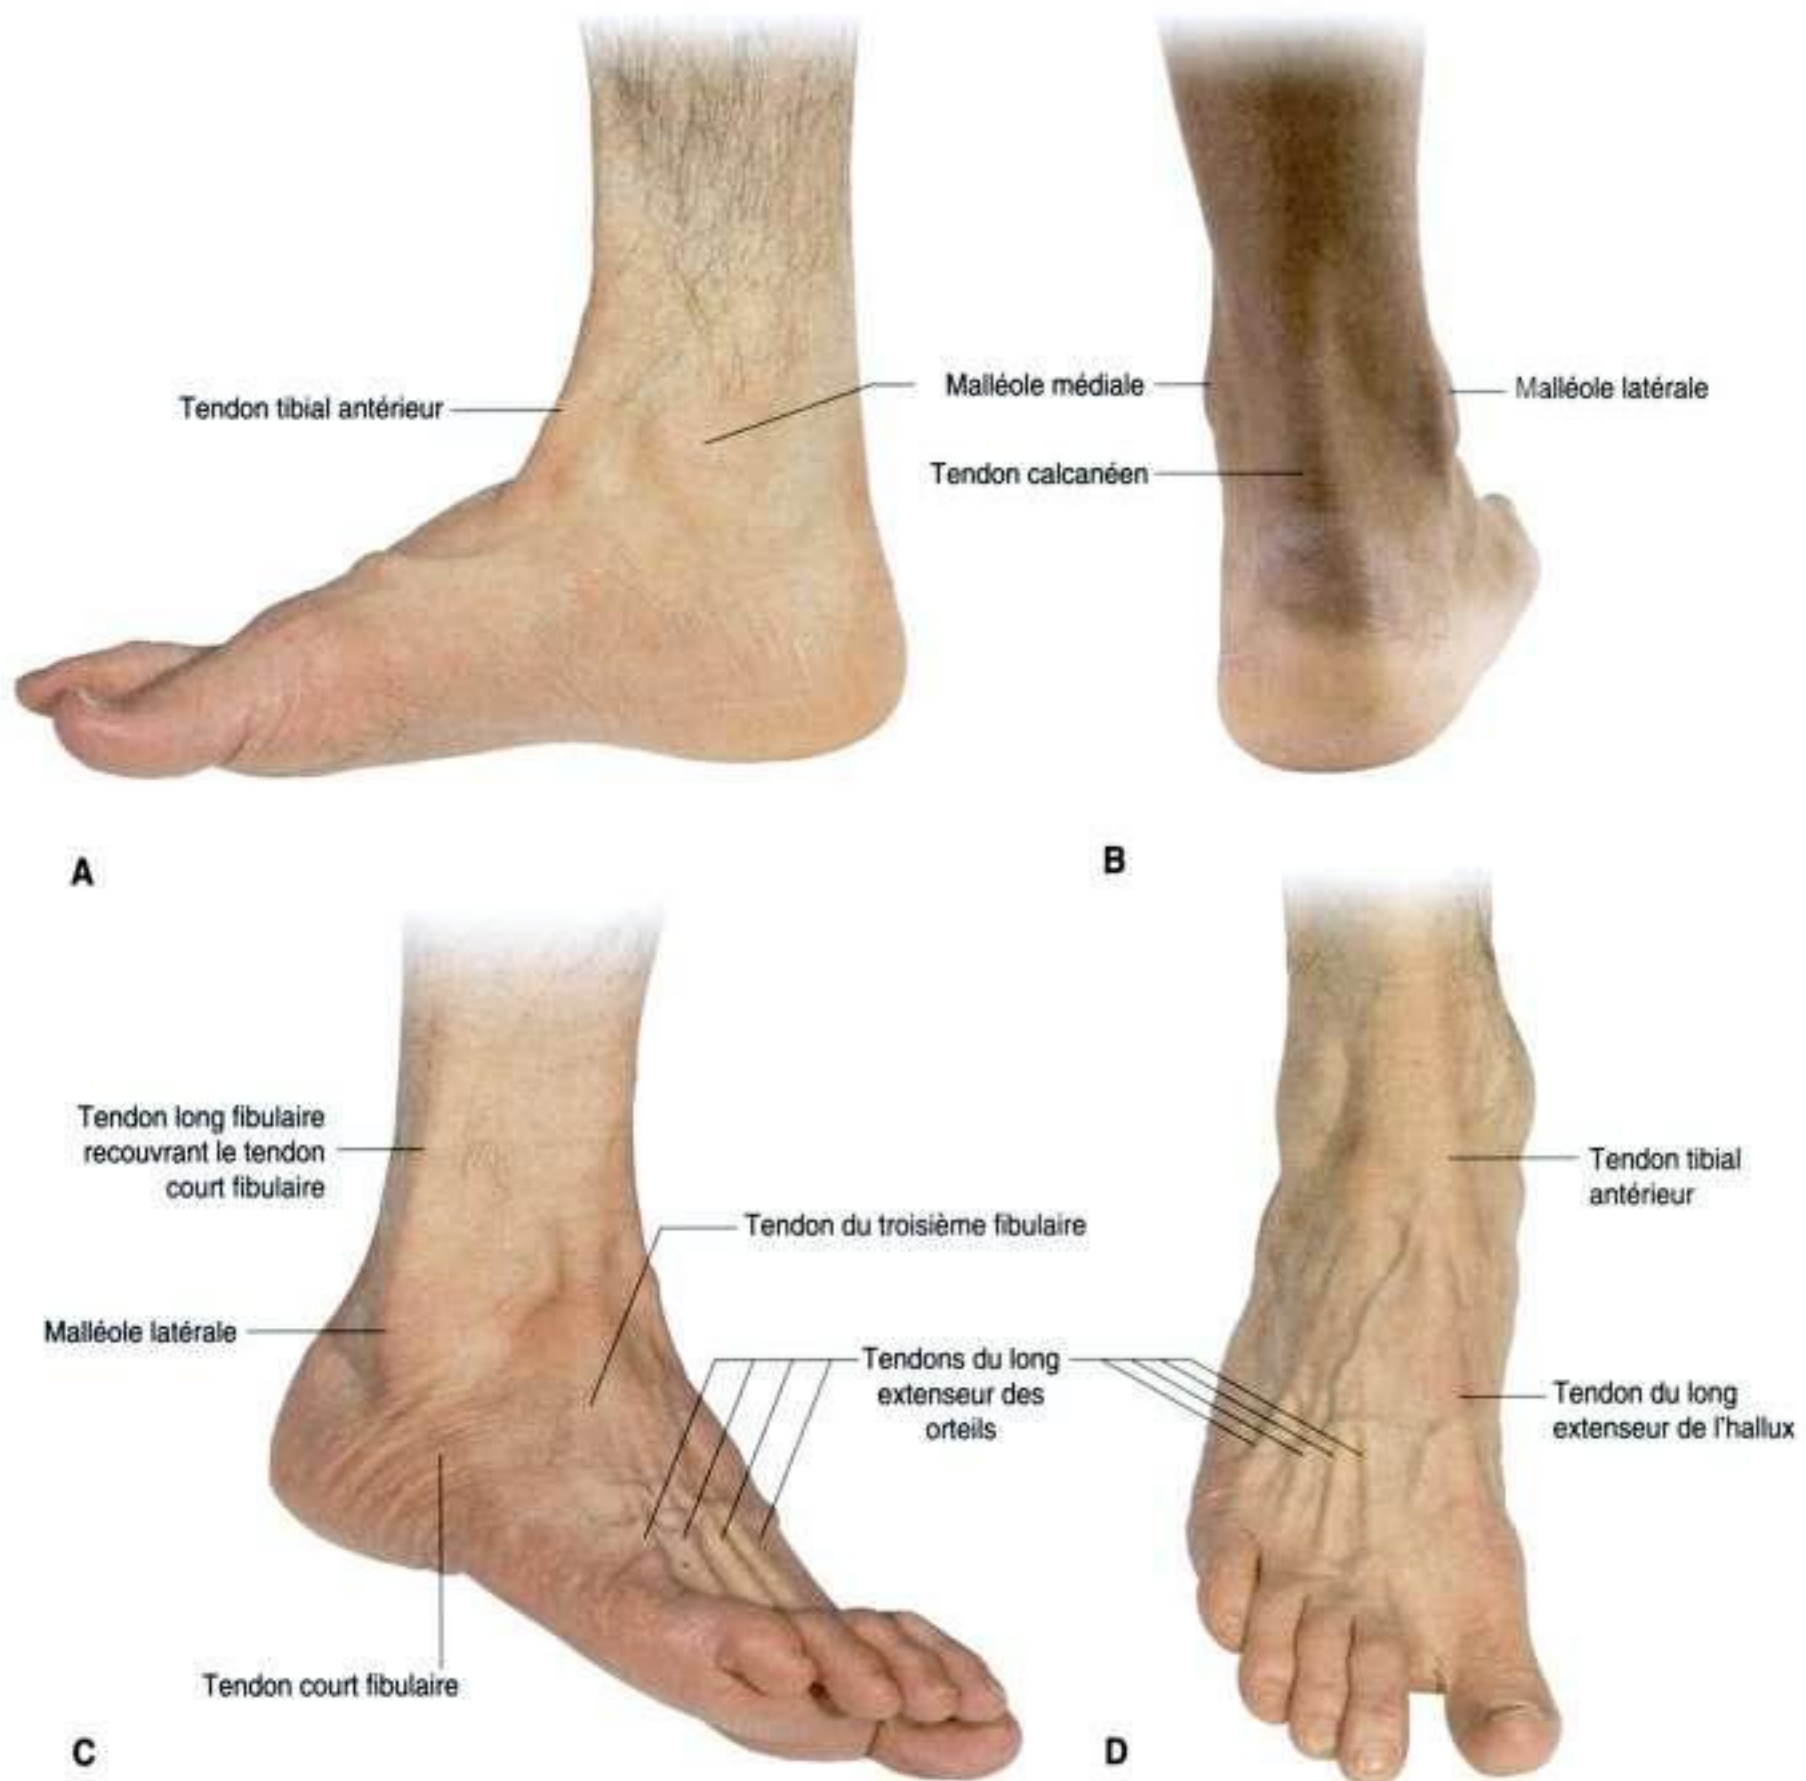 Tendon tibial antérieur
Malléole médiale
Malléole latérale
Tendon calcanéen
A
B
Tendon long fibulaire
recouvrant le tendon
court fibulaire
Tendon du troisième fibulaire
Malléole latérale
Tendons du long
extenseur des
orteils
Tendon court fibulaire
C
Tendon tibial
antérieur
Tendon du long
extenseur de l'hallux
D